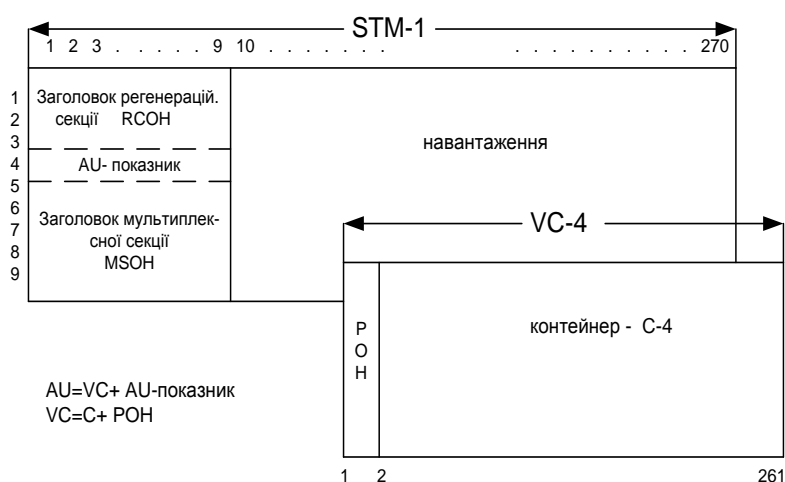 STM-1
1 2 3 . . . . . 9 10 . . . . . . . . . . . . . . . . . 270
1
2
3
4
5
6
7
8
9
Заголовок регенерацій.
секції RCOH
AU- показник
Заголовок мультиплек-
сної секції
MSOH
навантаження
VC-4
P
O
H
контейнер - C-4
AU=VC+ AU-показник
VC=C+ POH
1 2 261